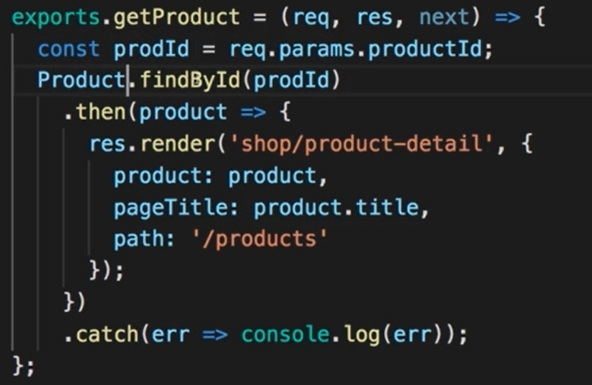 exports.getProduct = (req, res, next) => {
  const prodId = req.params.productId;
  Product.findById(prodId)
    .then(product => {
      res.render('shop/product-detail', {
        product: product,
        pageTitle: product.title,
        path: '/products'
      });
    })
    .catch(err => console.log(err));
};